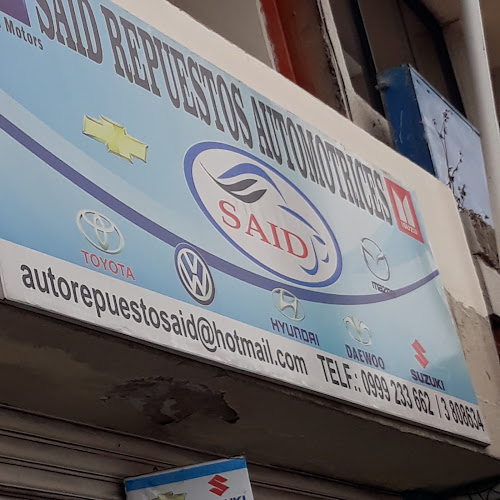 Motors
SAID REPUESTOS AUTOMOTRICES
SAID
TOYOTA
mazda
HYUNDAI
DAEWOO
SUZUKI
autorepuestosaid@hotmail.com TELF.: 0999 233 662 / 3 808634
SUZUKI